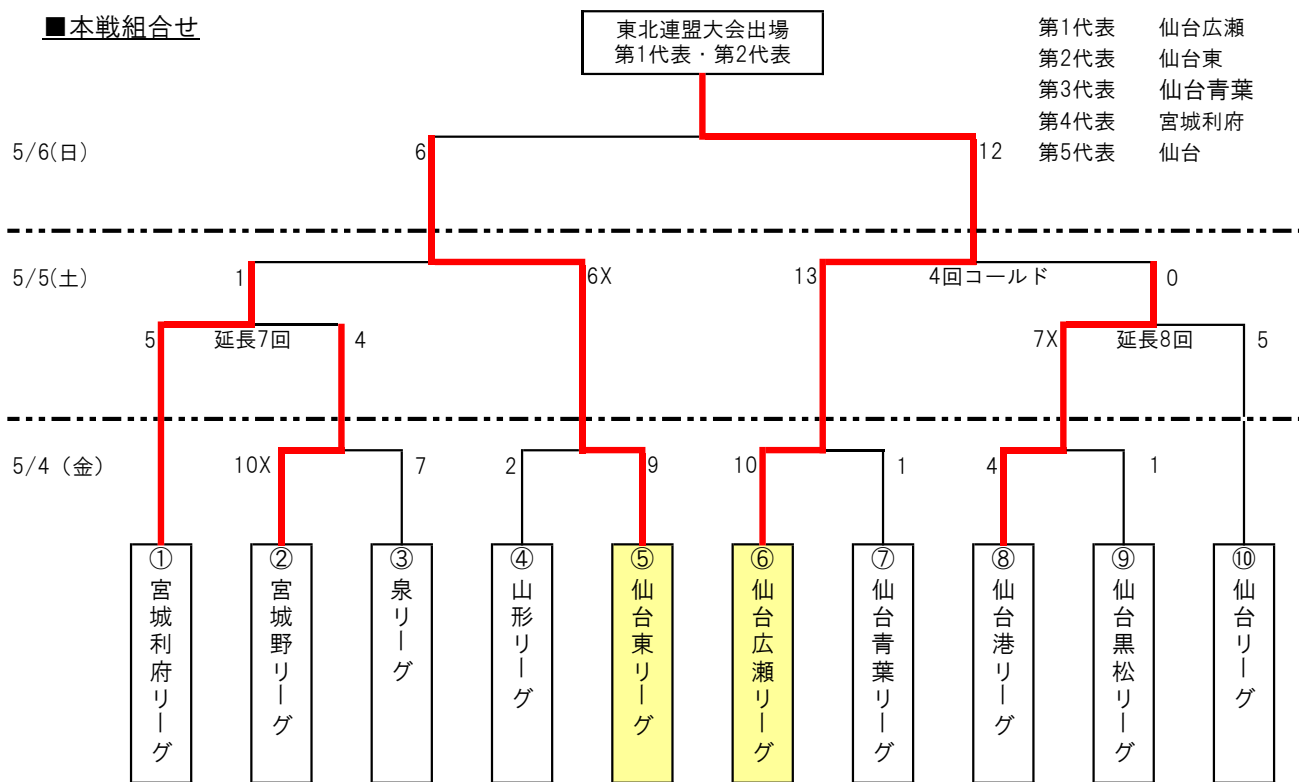 ■本戦組合せ
東北連盟大会出場
第1代表・第2代表
第1代表 仙台広瀬
第2代表 仙台東
第3代表 仙台青葉
第4代表 宮城利府
第5代表 仙台
5/6(日)
6
12
5/5(土)
1
6X
13
4回コールド
0
5
延長7回
4
7X
延長8回
5
5/4 (金)
10X
7
2
9
10
1
4
1
①宮城利府リーグ
②宮城野リーグ
③泉リーグ
④山形リーグ
⑤仙台東リーグ
⑥仙台広瀬リーグ
⑦仙台青葉リーグ
⑧仙台港リーグ
⑨仙台黒松リーグ
⑩仙台リーグ